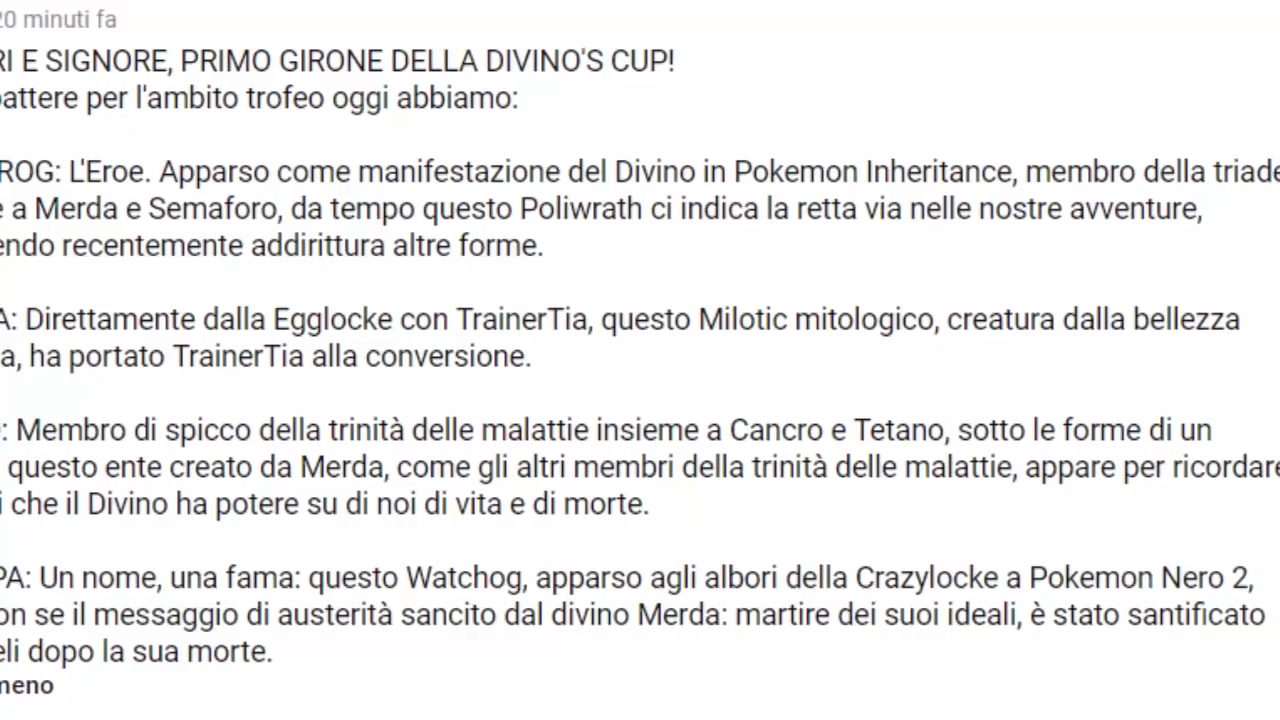 20 minuti fa
RI E SIGNORE, PRIMO GIRONE DELLA DIVINO'S CUP!
battere per l'ambito trofeo oggi abbiamo:
ROG: L'Eroe. Apparso come manifestazione del Divino in Pokemon Inheritance, membro della triade
e a Merda e Semaforo, da tempo questo Poliwrath ci indica la retta via nelle nostre avventure,
endo recentemente addirittura altre forme.
A: Direttamente dalla Egglocke con TrainerTia, questo Milotic mitologico, creatura dalla bellezza
a, ha portato TrainerTia alla conversione.
: Membro di spicco della trinità delle malattie insieme a Cancro e Tetano, sotto le forme di un
questo ente creato da Merda, come gli altri membri della trinità delle malattie, appare per ricordare
i che il Divino ha potere su di noi di vita e di morte.
PA: Un nome, una fama: questo Watchog, apparso agli albori della Crazylocke a Pokemon Nero 2,
on se il messaggio di austerità sancito dal divino Merda: martire dei suoi ideali, è stato santificato
eli dopo la sua morte.
meno